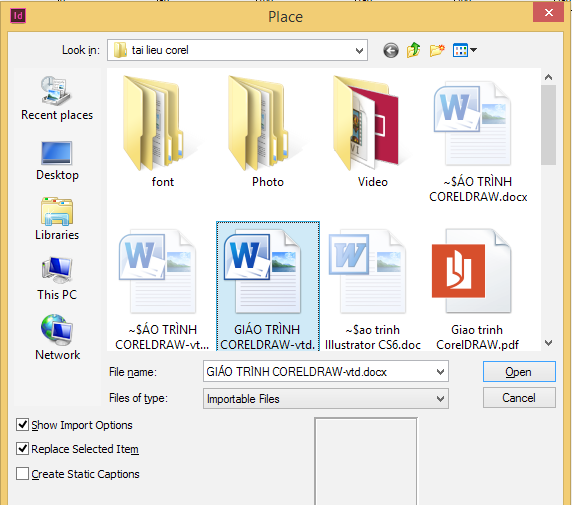 Id
Place
Look in:
tai lieu corel
Recent places
Desktop
Libraries
This PC
Network
font
Photo
Video
~$ÁO TRÌNH
CORELDRAW.docx
~$ÁO TRÌNH
CORELDRAW-vt...
GIÁO TRÌNH
CORELDRAW-vtd.
~$ao trinh
Illustrator CS6.doc
Giao trinh
CorelDRAW.pdf
File name:
GIÁO TRÌNH CORELDRAW-vtd.docx
Open
Files of type:
Importable Files
Cancel
Show Import Options
Replace Selected Item
Create Static Captions